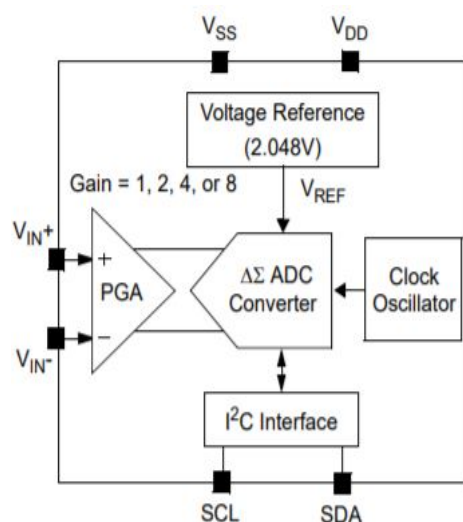 V_SS V_DD
Voltage Reference
(2.048V)
Gain = 1, 2, 4, or 8
V_REF
V_IN+
+
PGA
ΔΣ ADC
Converter
Clock
Oscillator
−
V_IN-
I²C Interface
SCL SDA